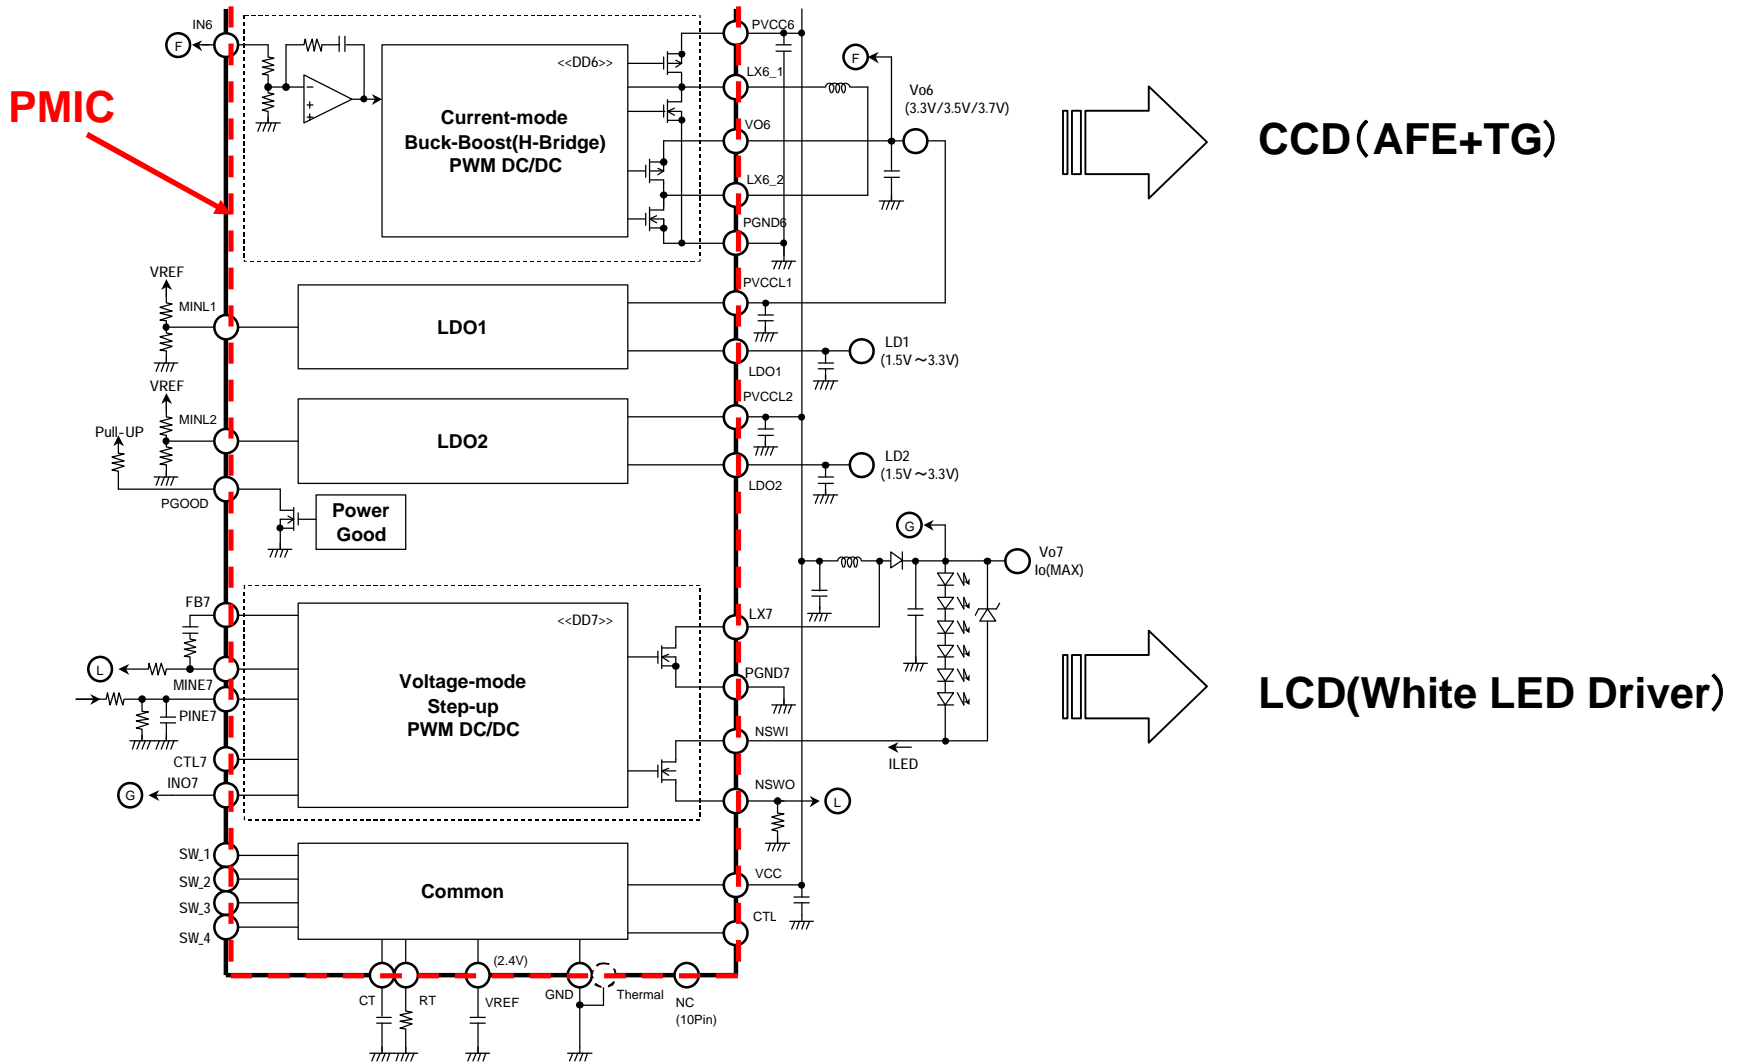 IN6
F
PMIC
<<DD6>>
Current-mode
Buck-Boost(H-Bridge)
PWM DC/DC
PVCC6
LX6_1
VO6
LX6_2
PGND6
F
Vo6
(3.3V/3.5V/3.7V)
CCD(AFE+TG)
VREF
MINL1
LDO1
PVCCL1
LDO1
LD1
(1.5V~3.3V)
VREF
MINL2
LDO2
PVCCL2
LDO2
LD2
(1.5V~3.3V)
Pull-UP
PGOOD
Power
Good
G
Vo7
Io(MAX)
FB7
L
MINE7
PINE7
CTL7
INO7
G
<<DD7>>
Voltage-mode
Step-up
PWM DC/DC
LX7
PGND7
NSWI
ILED
NSWO
L
LCD(White LED Driver)
SW_1
SW_2
SW_3
SW_4
Common
VCC
CTL
(2.4V)
CT
RT
VREF
GND
Thermal
NC
(10Pin)